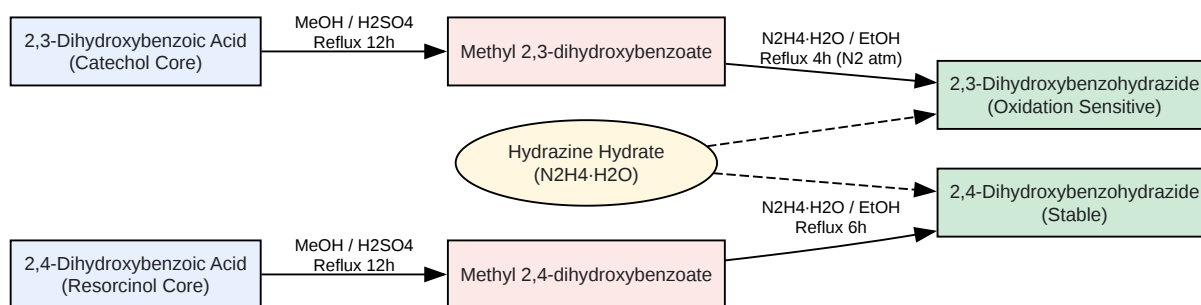 2,3-Dihydroxybenzoic Acid
(Catechol Core)
MeOH / H2SO4
Reflux 12h
Methyl 2,3-dihydroxybenzoate
N2H4·H2O / EtOH
Reflux 4h (N2 atm)
2,3-Dihydroxybenzohydrazide
(Oxidation Sensitive)
Hydrazine Hydrate
(N2H4·H2O)
2,4-Dihydroxybenzohydrazide
(Stable)
2,4-Dihydroxybenzoic Acid
(Resorcinol Core)
MeOH / H2SO4
Reflux 12h
Methyl 2,4-dihydroxybenzoate
N2H4·H2O / EtOH
Reflux 6h